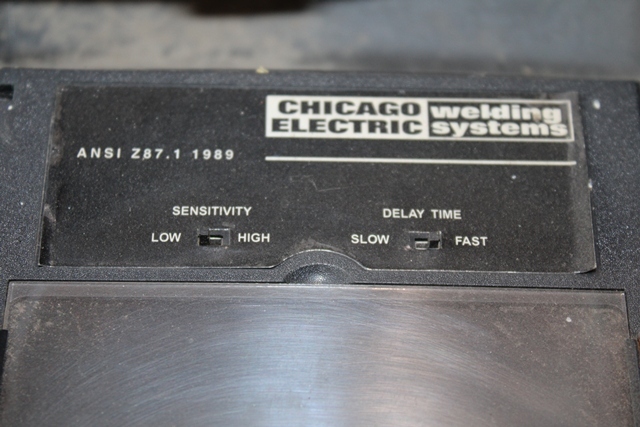 CHICAGO welding
ELECTRIC systems
ANSI Z87.1 1989
SENSITIVITY DELAY TIME
LOW HIGH SLOW FAST